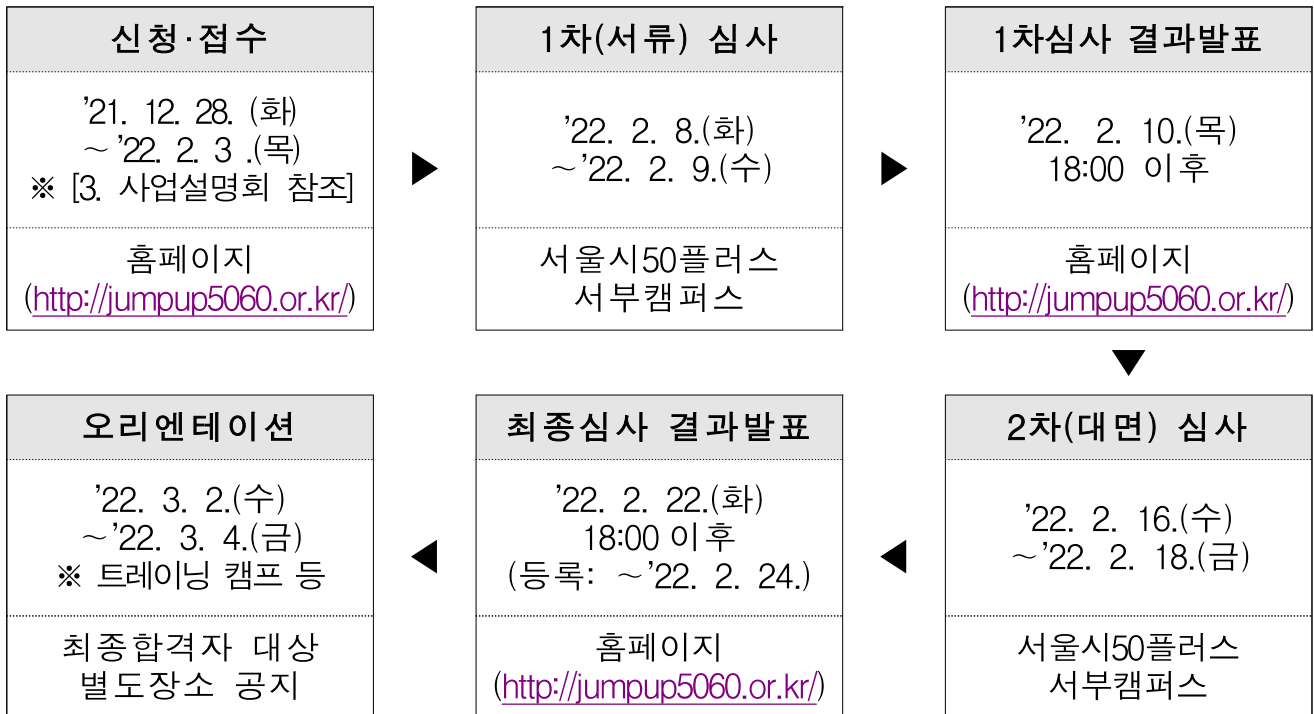 신청·접수
'21. 12. 28. (화)
~'22. 2. 3 .(목)
※ [3. 사업설명회 참조]
홈페이지
(http://jumpup5060.or.kr/)
▶
1차(서류) 심사
'22. 2. 8.(화)
~'22. 2. 9.(수)
서울시50플러스
서부캠퍼스
▶
1차심사 결과발표
'22. 2. 10.(목)
18:00 이후
홈페이지
(http://jumpup5060.or.kr/)
▼
2차(대면) 심사
'22. 2. 16.(수)
~'22. 2. 18.(금)
서울시50플러스
서부캠퍼스
◀
최종심사 결과발표
'22. 2. 22.(화)
18:00 이후
(등록: ~'22. 2. 24.)
홈페이지
(http://jumpup5060.or.kr/)
◀
오리엔테이션
'22. 3. 2.(수)
~'22. 3. 4.(금)
※ 트레이닝 캠프 등
최종합격자 대상
별도장소 공지